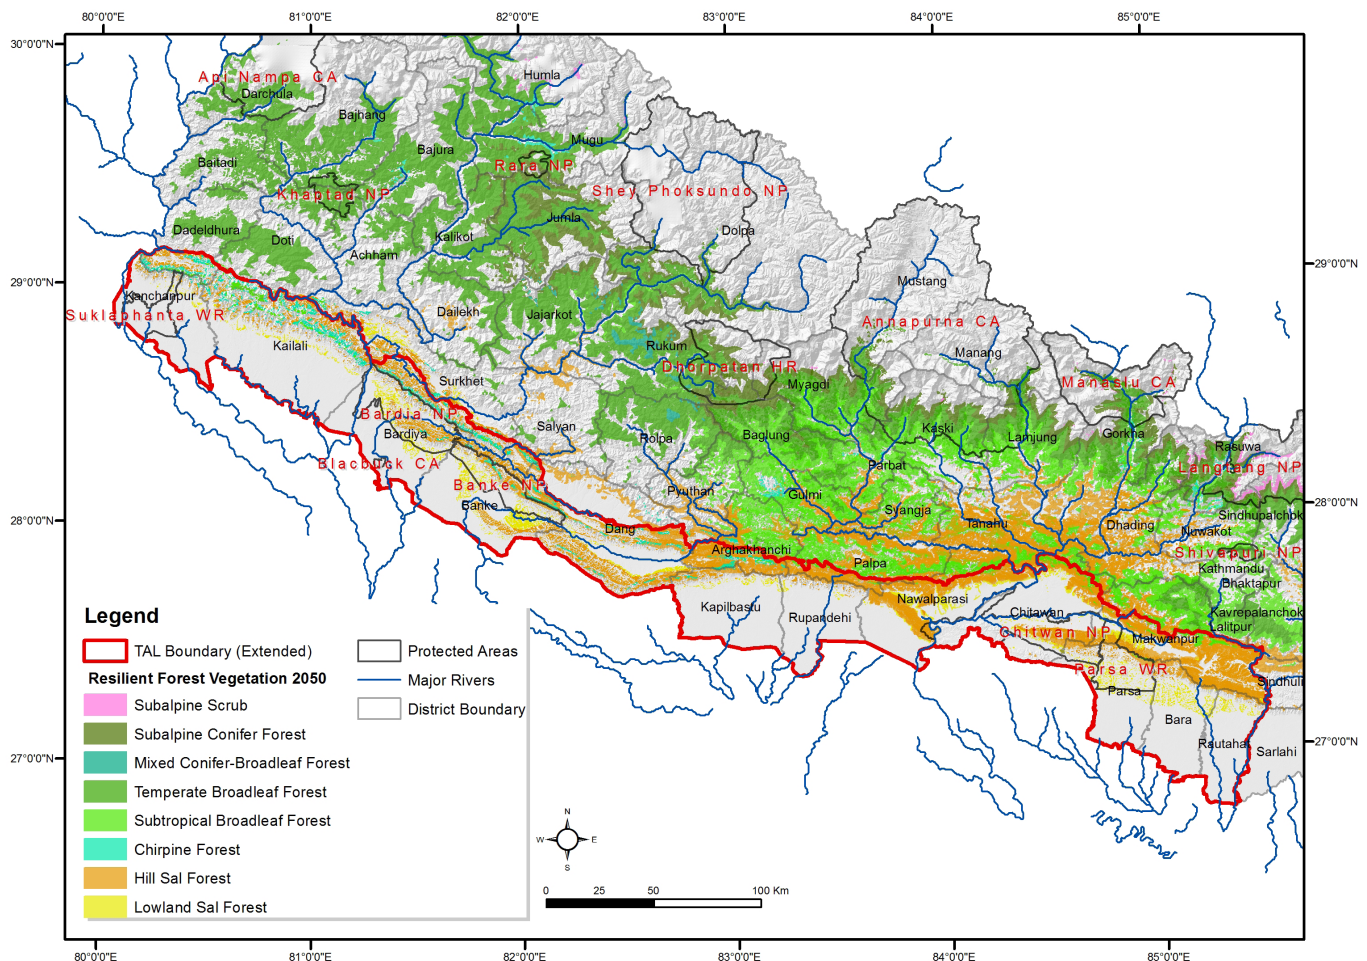 80°0'0"E 81°0'0"E 82°0'0"E 83°0'0"E 84°0'0"E 85°0'0"E
30°0'0"N
29°0'0"N
28°0'0"N
27°0'0"N
29°0'0"N
28°0'0"N
27°0'0"N
Api Nampa CA
Darchula
Humla
Bajhang
Mugu
Bajura
Baitadi
Rara NP
Khaptad NP
Shey Phoksundo NP
Jumla
Dadeldhura
Doti
Kalikot
Dolpa
Achham
Mustang
Kanchanpur
Suklaphanta WR
Dailekh
Jajarkot
Annapurna CA
Kailali
Rukum
Manang
Dhorpatan HR
Surkhet
Myagdi
Manaslu CA
Bardia NP
Salyan
Bardiya
Rolpa
Baglung
Kaski
Lamjung
Gorkha
Rasuwa
Blacbuck CA
Parbat
Langtang NP
Banke NP
Pyuthan
Gulmi
Banke
Syangja
Sindhupalchok
Dang
Tanahu
Dhading
Nuwakot
Arghakhanchi
Shivapuri NP
Palpa
Kathmandu
Bhaktapur
Kapilbastu
Rupandehi
Nawalparasi
Chitawan
Kavrepalanchok
Lalitpur
Chitwan NP
Makwanpur
Parsa WR
Sindhuli
Parsa
Bara
Rautahat
Sarlahi
Legend
TAL Boundary (Extended)
Resilient Forest Vegetation 2050
Subalpine Scrub
Subalpine Conifer Forest
Mixed Conifer-Broadleaf Forest
Temperate Broadleaf Forest
Subtropical Broadleaf Forest
Chirpine Forest
Hill Sal Forest
Lowland Sal Forest
Protected Areas
Major Rivers
District Boundary
N
W E
S
0 25 50 100 Km
80°0'0"E 81°0'0"E 82°0'0"E 83°0'0"E 84°0'0"E 85°0'0"E